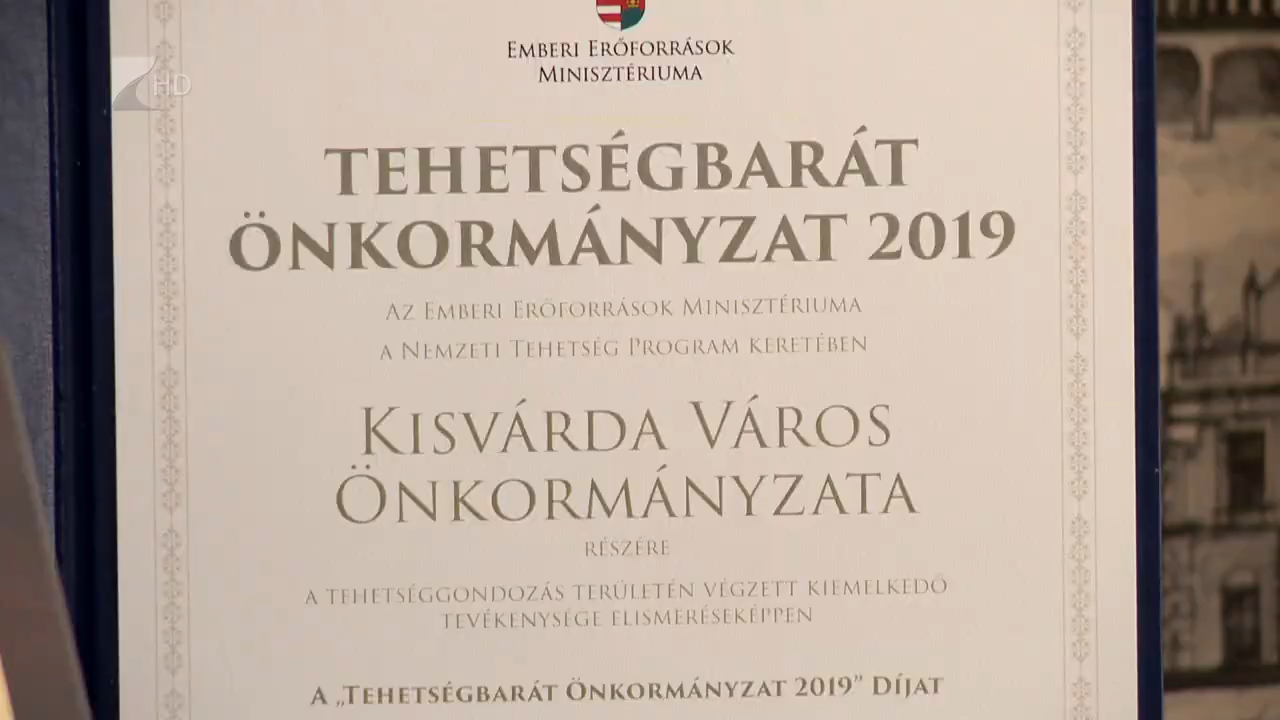 HD
EMBERI ERŐFORRÁSOK
MINISZTÉRIUMA
TEHETSÉGBARÁT
ÖNKORMÁNYZAT 2019
AZ EMBERI ERŐFORRÁSOK MINISZTÉRIUMA
A NEMZETI TEHETSÉG PROGRAM KERETÉBEN
KISVÁRDA VÁROS
ÖNKORMÁNYZATA
RÉSZÉRE
A TEHETSÉGGONDOZÁS TERÜLETÉN VÉGZETT KIEMELKEDŐ
TEVÉKENYSÉGE ELISMERÉSEKÉPPEN
A „TEHETSÉGBARÁT ÖNKORMÁNYZAT 2019” DÍJAT